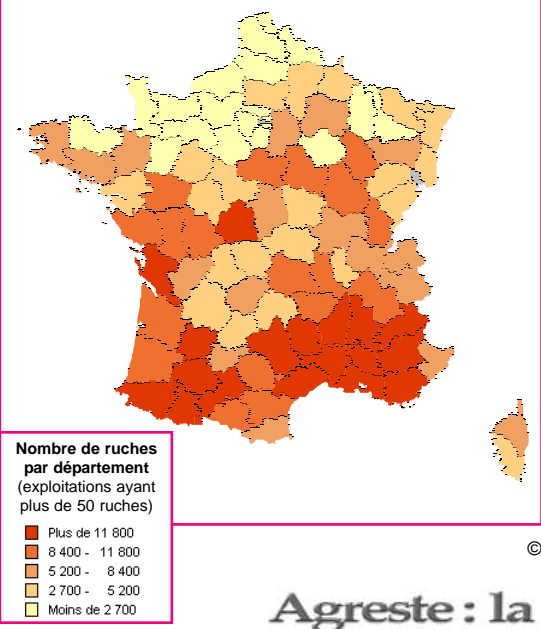 Nombre de ruches
par département
(exploitations ayant
plus de 50 ruches)
Plus de 11 800
8 400 - 11 800
5 200 - 8 400
2 700 - 5 200
Moins de 2 700
©
Agreste : la